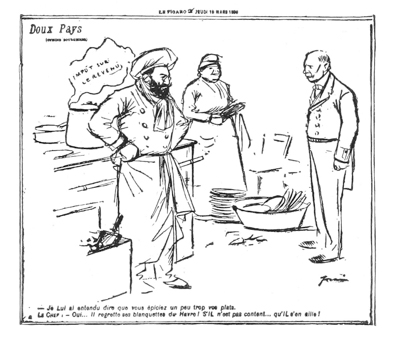 LE FIGARO JEUDI 19 MARS 1896
Doux Pays
IMPÔT SUR
LE REVENU
— Je Lui ai entendu dire que vous épiciez un peu trop vos plats.
LE CHEF : — Oui... Il regrette ses blanquettes du Havre ! S'IL n'est pas content... qu'IL s'en aille !